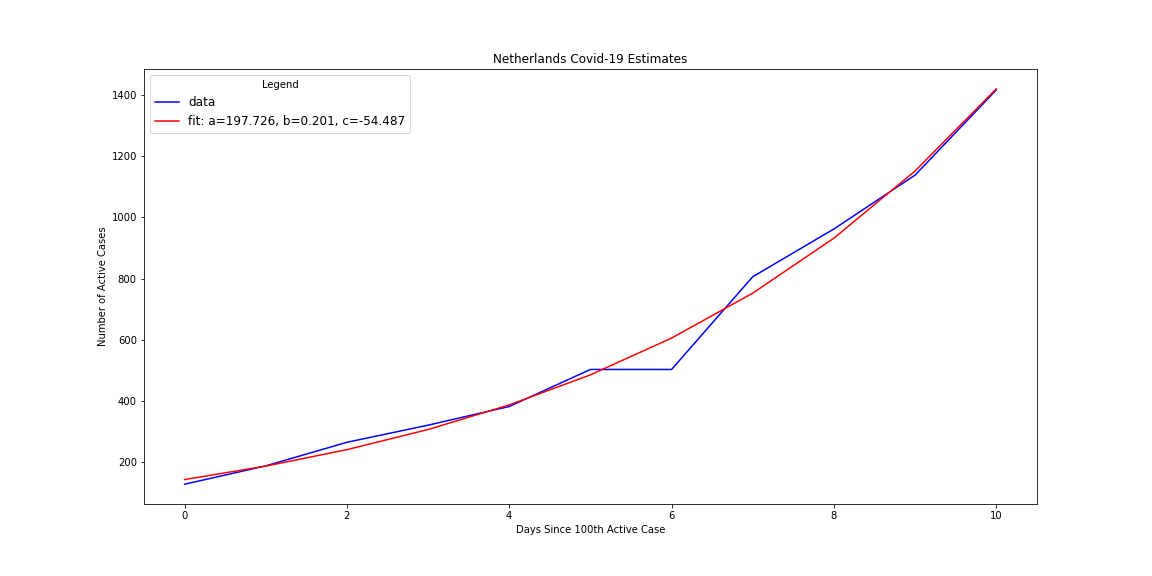 Netherlands Covid-19 Estimates
Legend
data
fit: a=197.726, b=0.201, c=-54.487
Number of Active Cases
1400
1200
1000
800
600
400
200
0 2 4 6 8 10
Days Since 100th Active Case